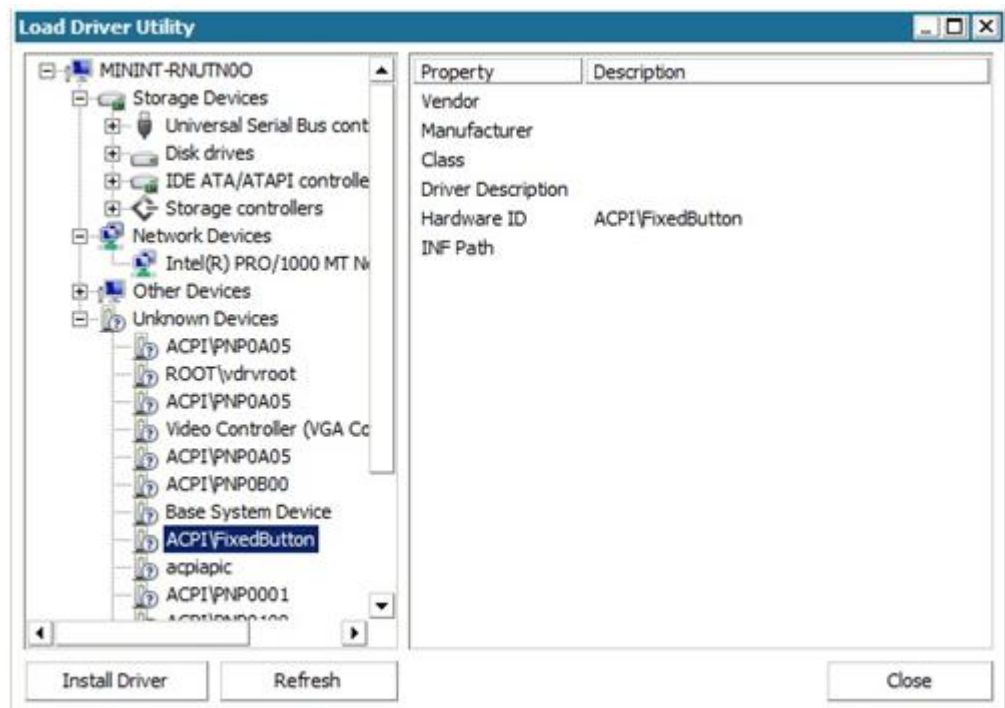 Load Driver Utility
MININT-RNUTN0O
Storage Devices
Universal Serial Bus cont
Disk drives
IDE ATA/ATAPI controlle
Storage controllers
Network Devices
Intel(R) PRO/1000 MT N
Other Devices
Unknown Devices
ACPI\PNP0A05
ROOT\vdrvroot
ACPI\PNP0A05
Video Controller (VGA Co
ACPI\PNP0A05
ACPI\PNP0B00
Base System Device
ACPI\FixedButton
acpiapic
ACPI\PNP0001
Property Description
Vendor
Manufacturer
Class
Driver Description
Hardware ID ACPI\FixedButton
INF Path
Install Driver Refresh Close